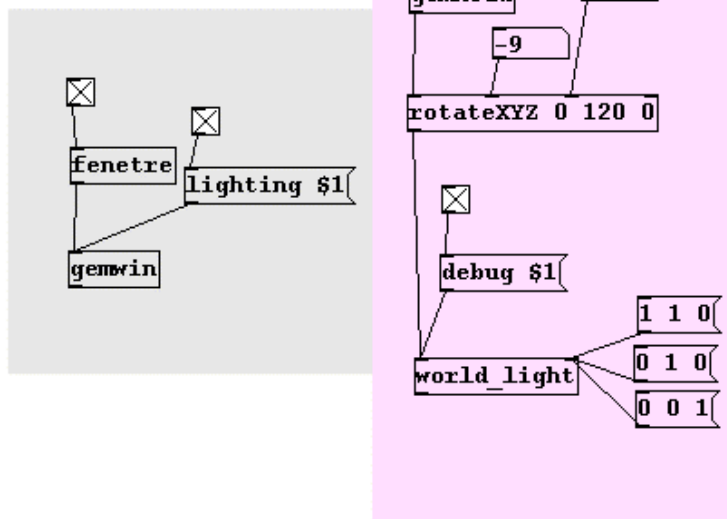 fenetre
lighting $1
gemwin
-9
rotateXYZ 0 120 0
debug $1
world_light
1 1 0
0 1 0
0 0 1